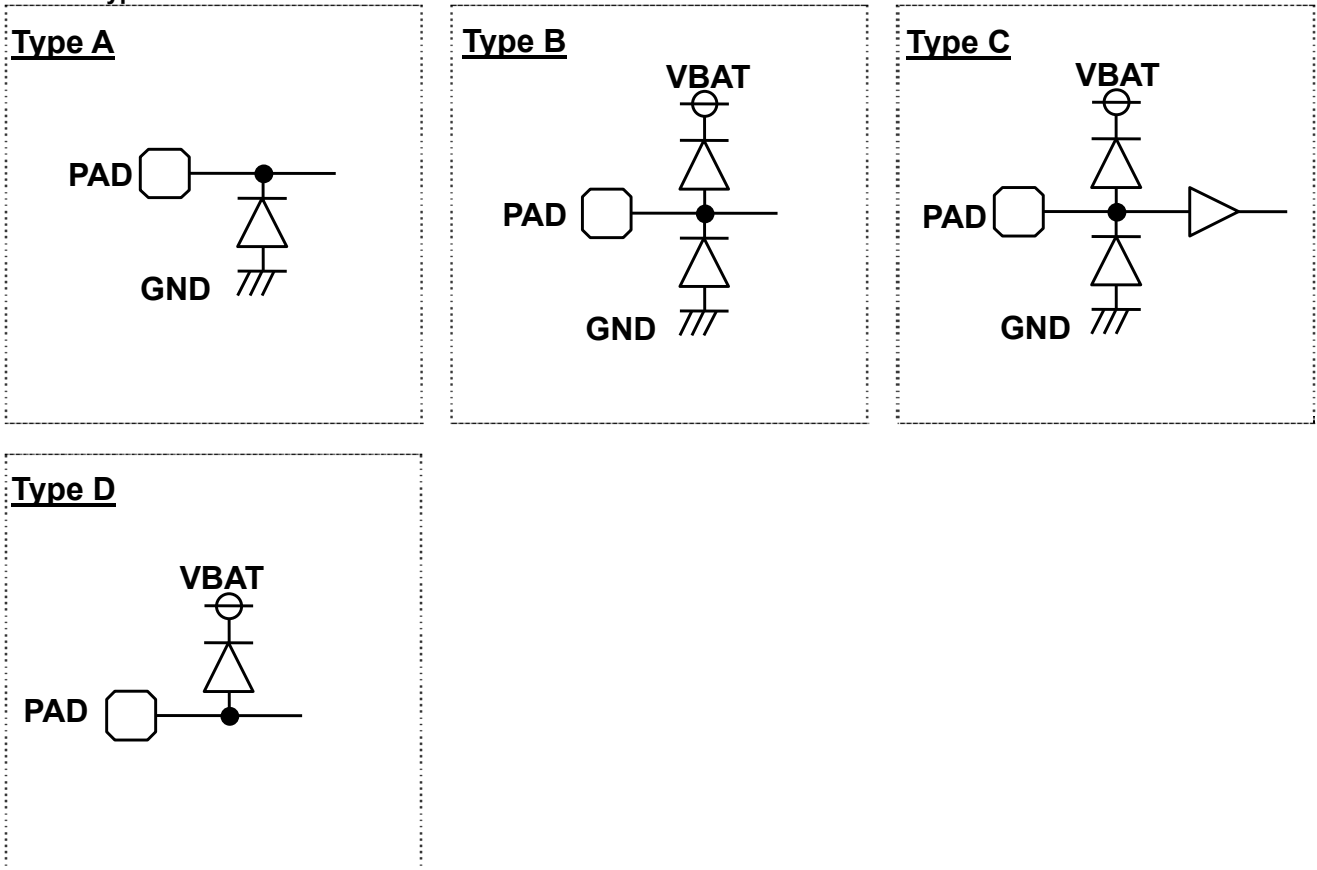 Type A
PAD
GND
Type B
VBAT
PAD
GND
Type C
VBAT
PAD
GND
Type D
VBAT
PAD